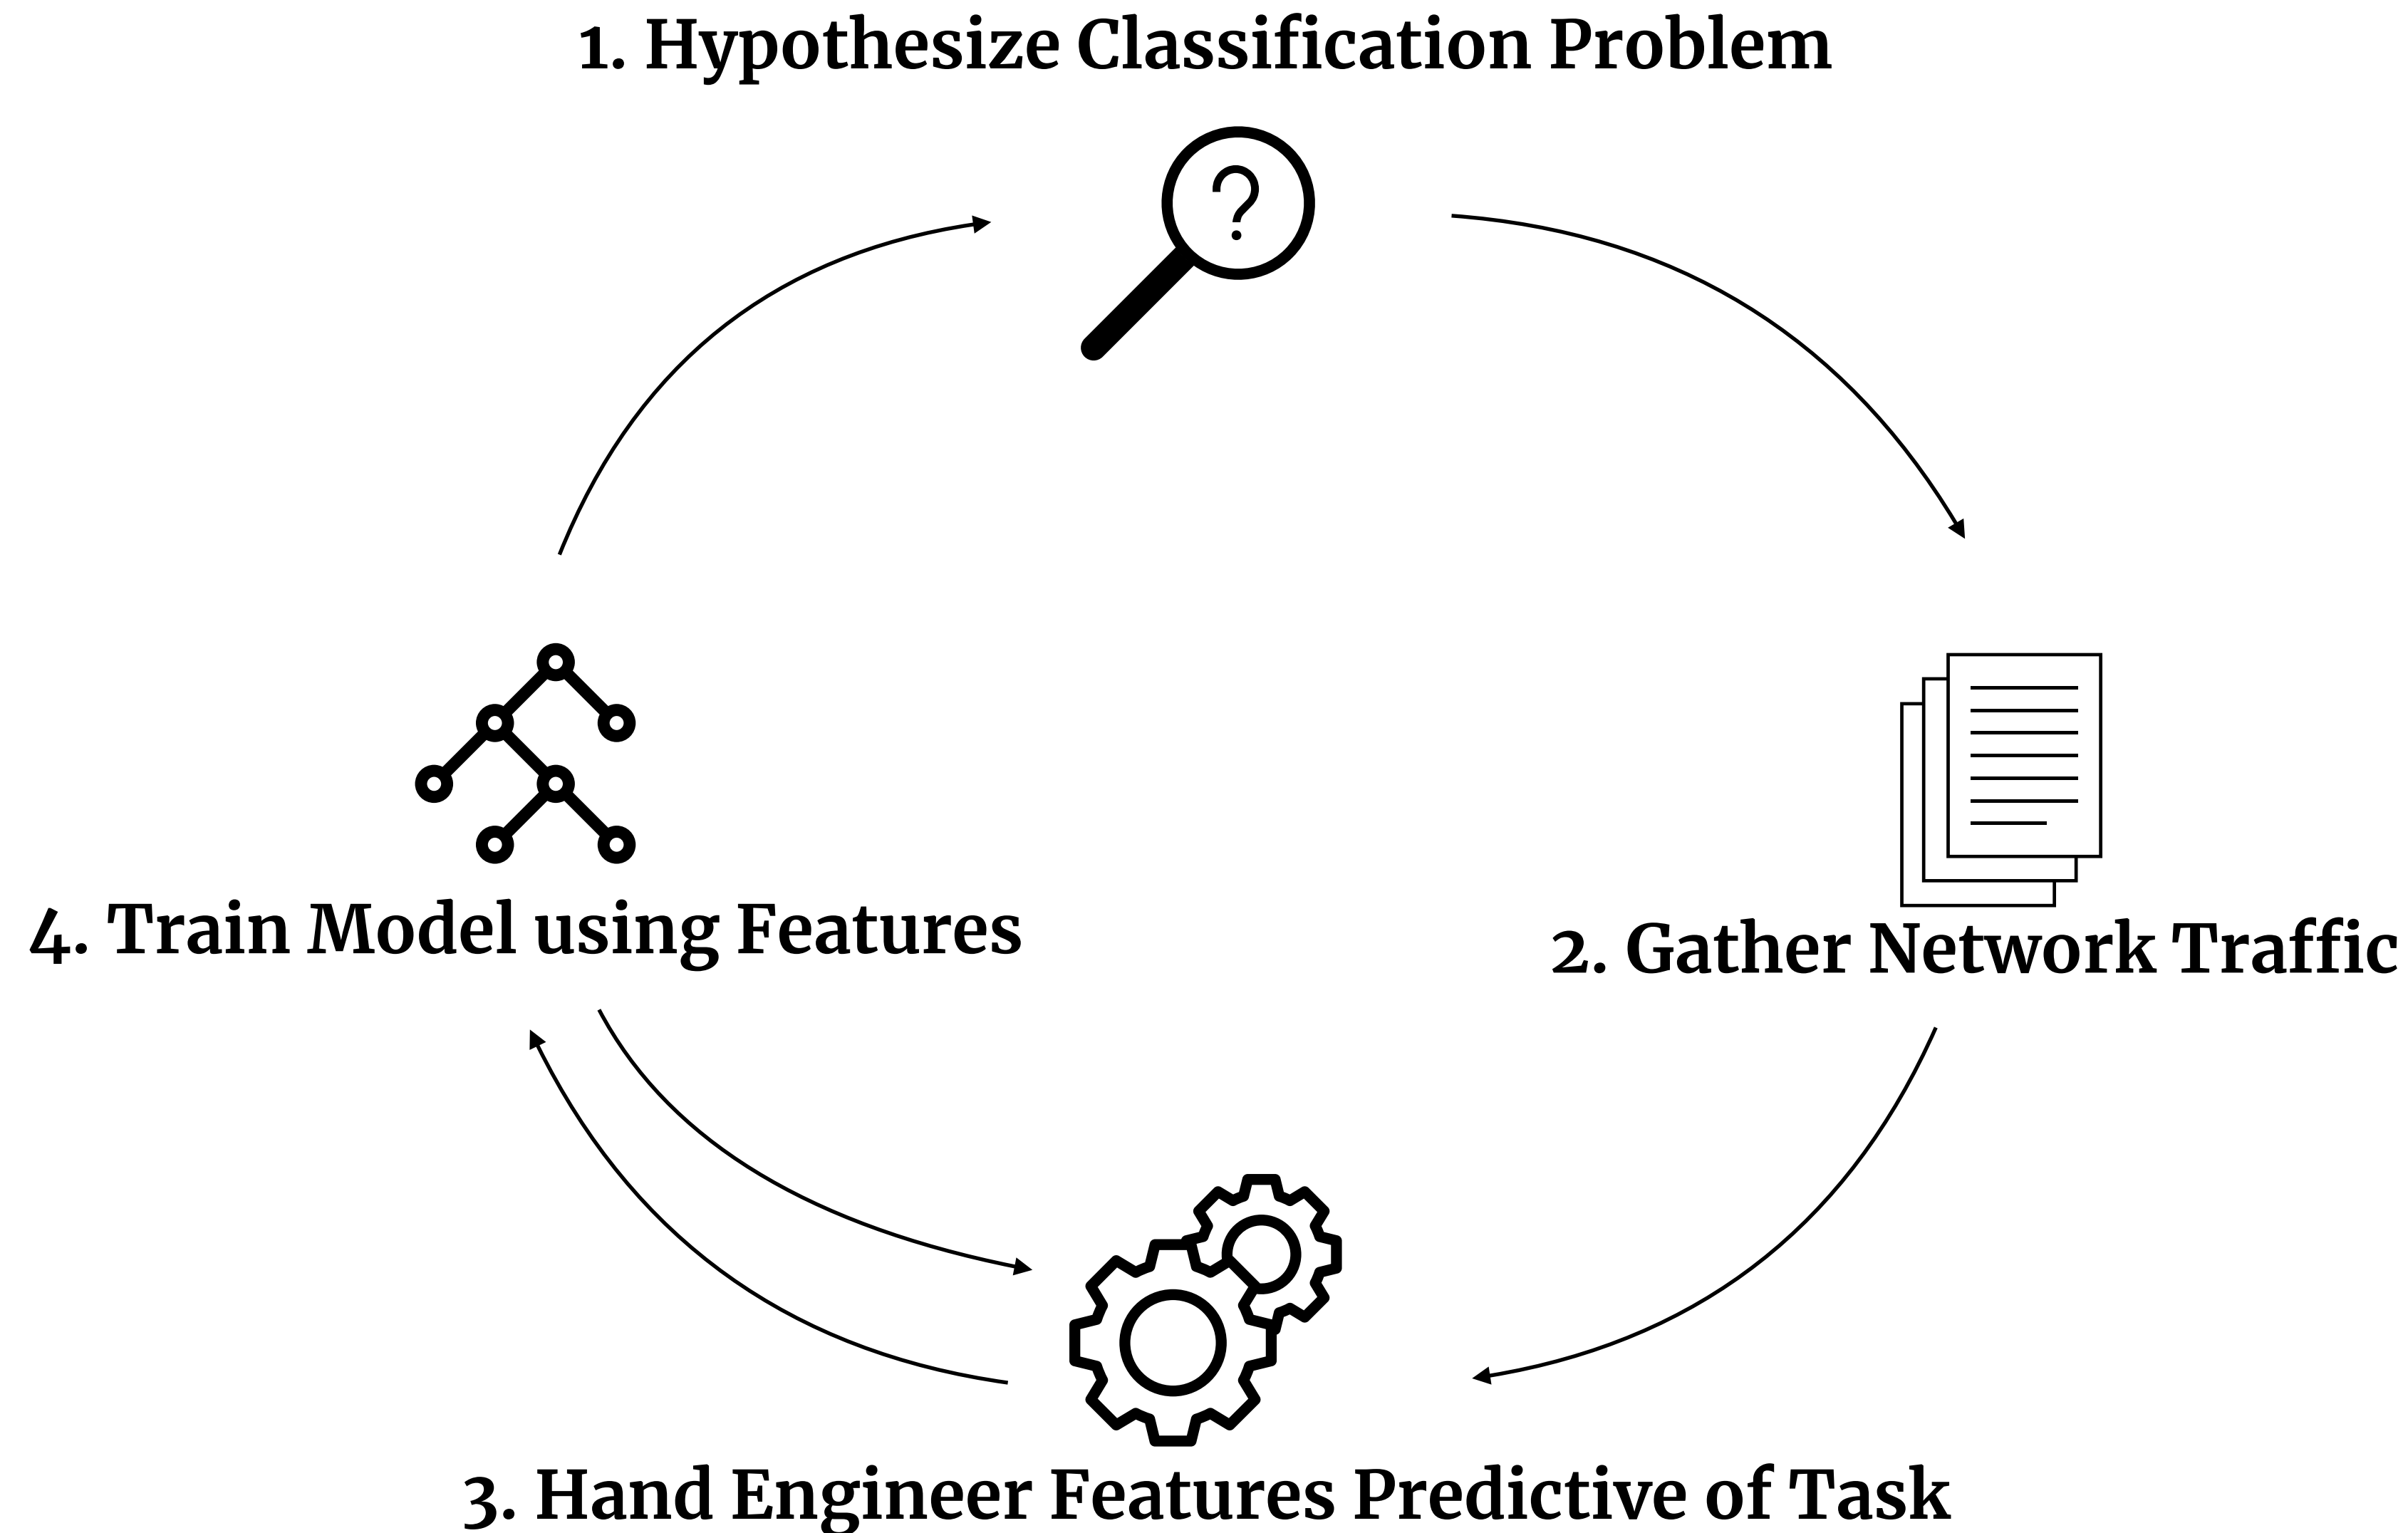 1. Hypothesize Classification Problem
?
4. Train Model using Features
2. Gather Network Traffic
3. Hand Engineer Features Predictive of Task